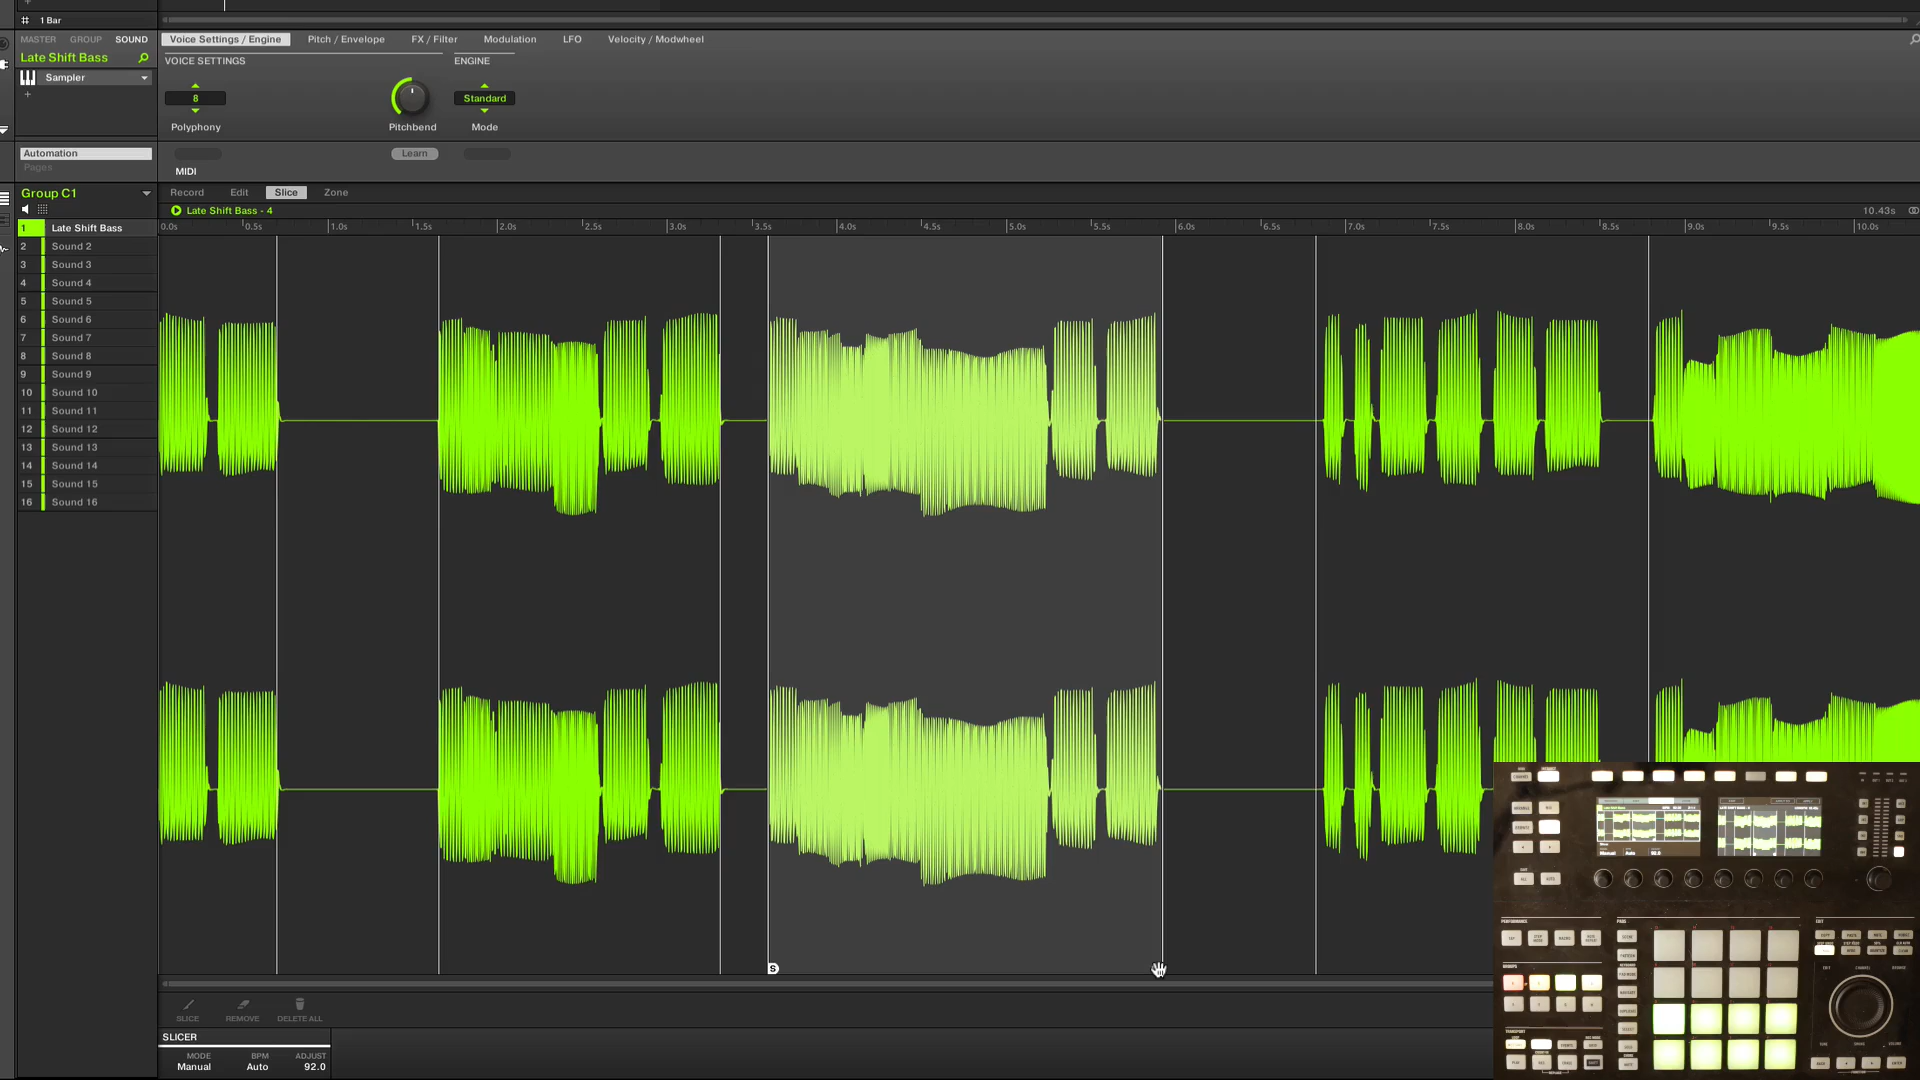 1 Bar
MASTER GROUP SOUND
Late Shift Bass
Sampler
Voice Settings / Engine Pitch / Envelope FX / Filter Modulation LFO Velocity / Modwheel
VOICE SETTINGS ENGINE
8 Standard
Polyphony Pitchbend Mode
Automation
Pages
Learn
MIDI
Group C1
Record Edit Slice Zone
Late Shift Bass - 4 10.43s
0.0s 0.5s 1.0s 1.5s 2.0s 2.5s 3.0s 3.5s 4.0s 4.5s 5.0s 5.5s 6.0s 6.5s 7.0s 7.5s 8.0s 8.5s 9.0s 9.5s 10.0s
1 Late Shift Bass
2 Sound 2
3 Sound 3
4 Sound 4
5 Sound 5
6 Sound 6
7 Sound 7
8 Sound 8
9 Sound 9
10 Sound 10
11 Sound 11
12 Sound 12
13 Sound 13
14 Sound 14
15 Sound 15
16 Sound 16
S
SLICE REMOVE DELETE ALL
SLICER
MODE BPM ADJUST
Manual Auto 92.0